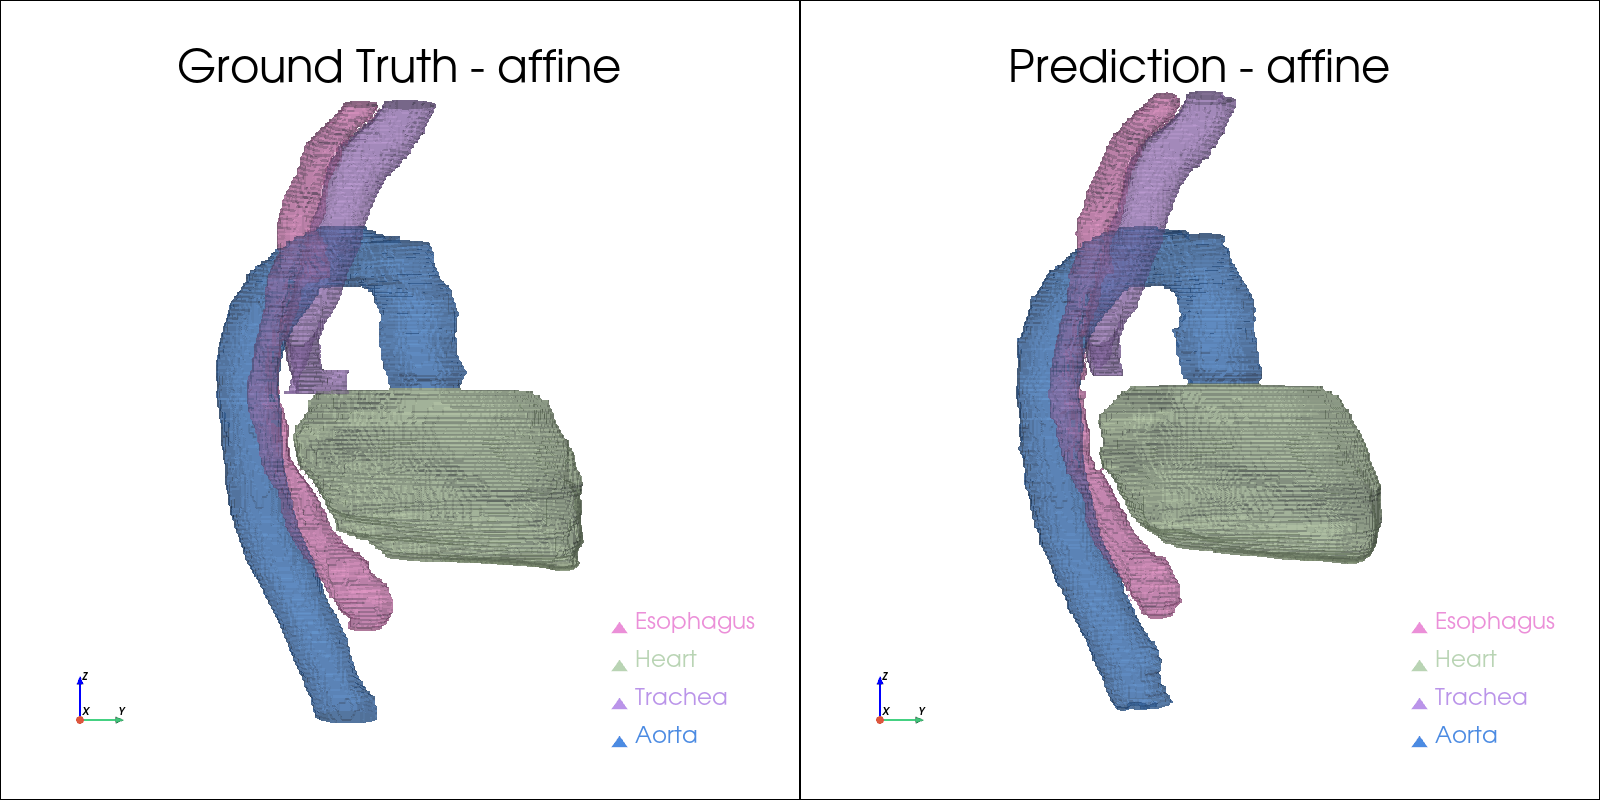 Ground Truth - affine
Esophagus
Heart
Trachea
Aorta
Z
X
Y
Prediction - affine
Esophagus
Heart
Trachea
Aorta
Z
X
Y